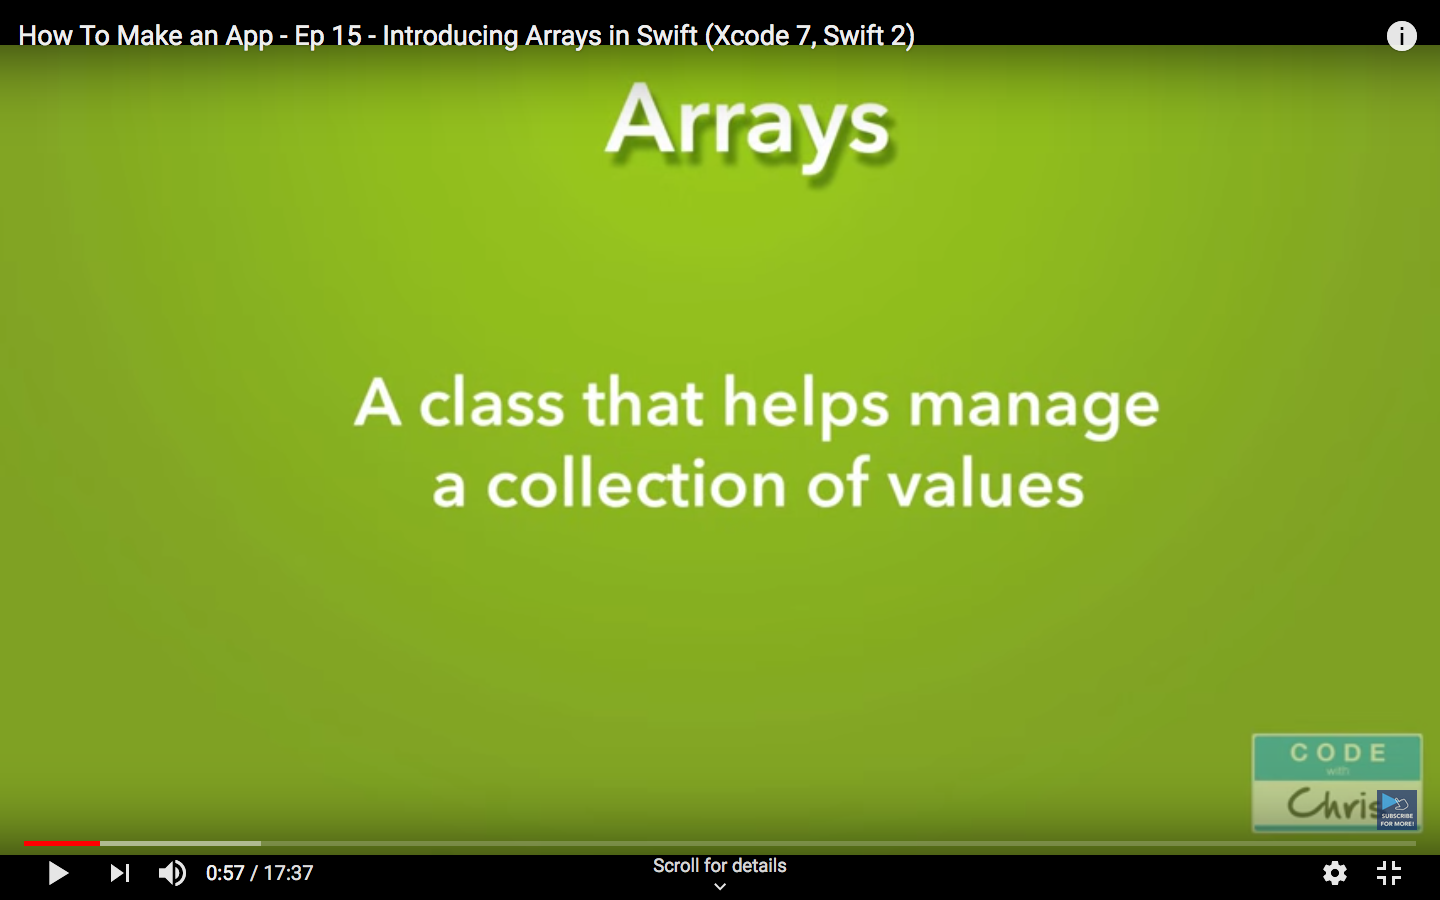 How To Make an App - Ep 15 - Introducing Arrays in Swift (Xcode 7, Swift 2)
Arrays
A class that helps manage
a collection of values
CODE
with
Chris
SUBSCRIBE
FOR MORE!
0:57 / 17:37
Scroll for details